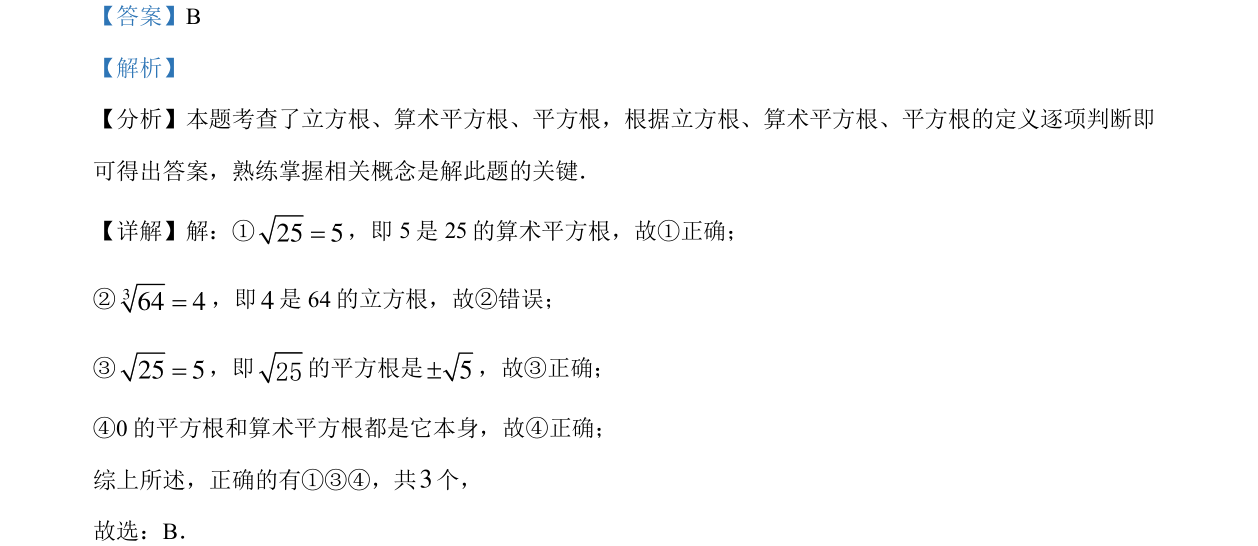 【答案】B
【解析】
【分析】本题考查了立方根、算术平方根、平方根，根据立方根、算术平方根、平方根的定义逐项判断即
可得出答案，熟练掌握相关概念是解此题的关键．
【详解】解：①√25 = 5，即 5 是 25 的算术平方根，故①正确；
②∛64 = 4，即 4 是 64 的立方根，故②错误；
③√25 = 5，即√25 的平方根是±√5，故③正确；
④0 的平方根和算术平方根都是它本身，故④正确；
综上所述，正确的有①③④，共 3 个，
故选：B．